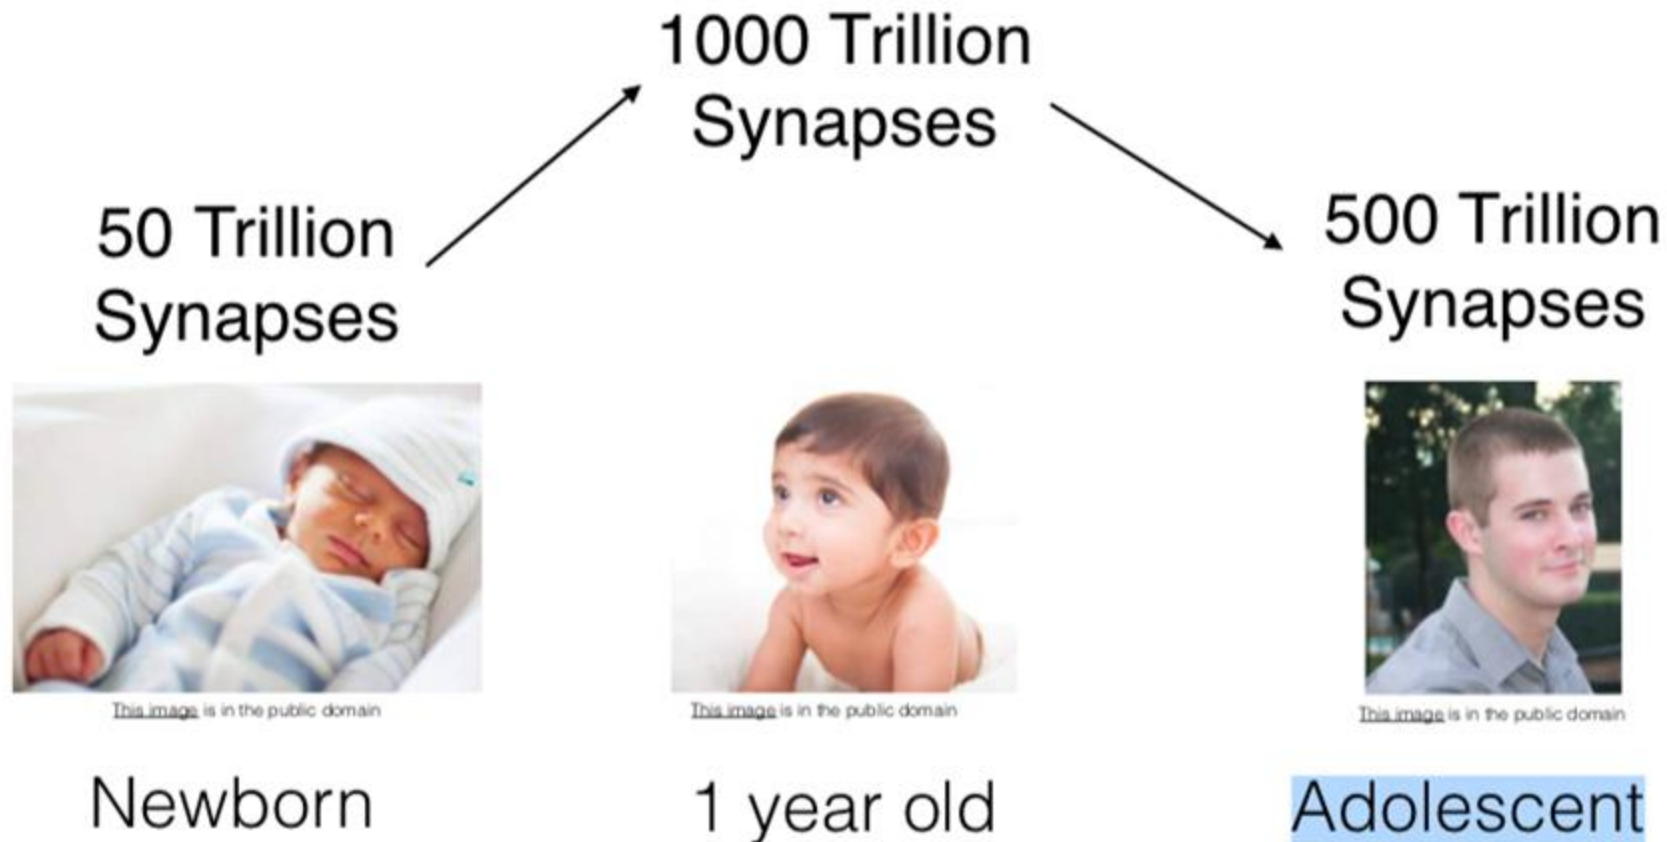 1000 Trillion
Synapses
50 Trillion
Synapses
500 Trillion
Synapses
This image is in the public domain
This image is in the public domain
This image is in the public domain
Newborn
1 year old
Adolescent